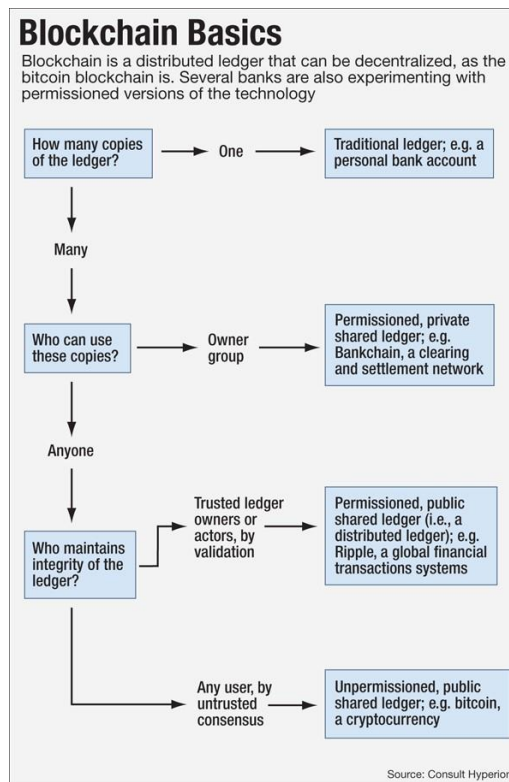 Blockchain Basics
Blockchain is a distributed ledger that can be decentralized, as the
bitcoin blockchain is. Several banks are also experimenting with
permissioned versions of the technology
How many copies
of the ledger?
One
Traditional ledger; e.g. a
personal bank account
Many
Who can use
these copies?
Owner
group
Permissioned, private
shared ledger; e.g.
Bankchain, a clearing
and settlement network
Anyone
Who maintains
integrity of the
ledger?
Trusted ledger
owners or
actors, by
validation
Permissioned, public
shared ledger (i.e., a
distributed ledger); e.g.
Ripple, a global financial
transactions systems
Any user, by
untrusted
consensus
Unpermissioned, public
shared ledger; e.g. bitcoin,
a cryptocurrency
Source: Consult Hyperion